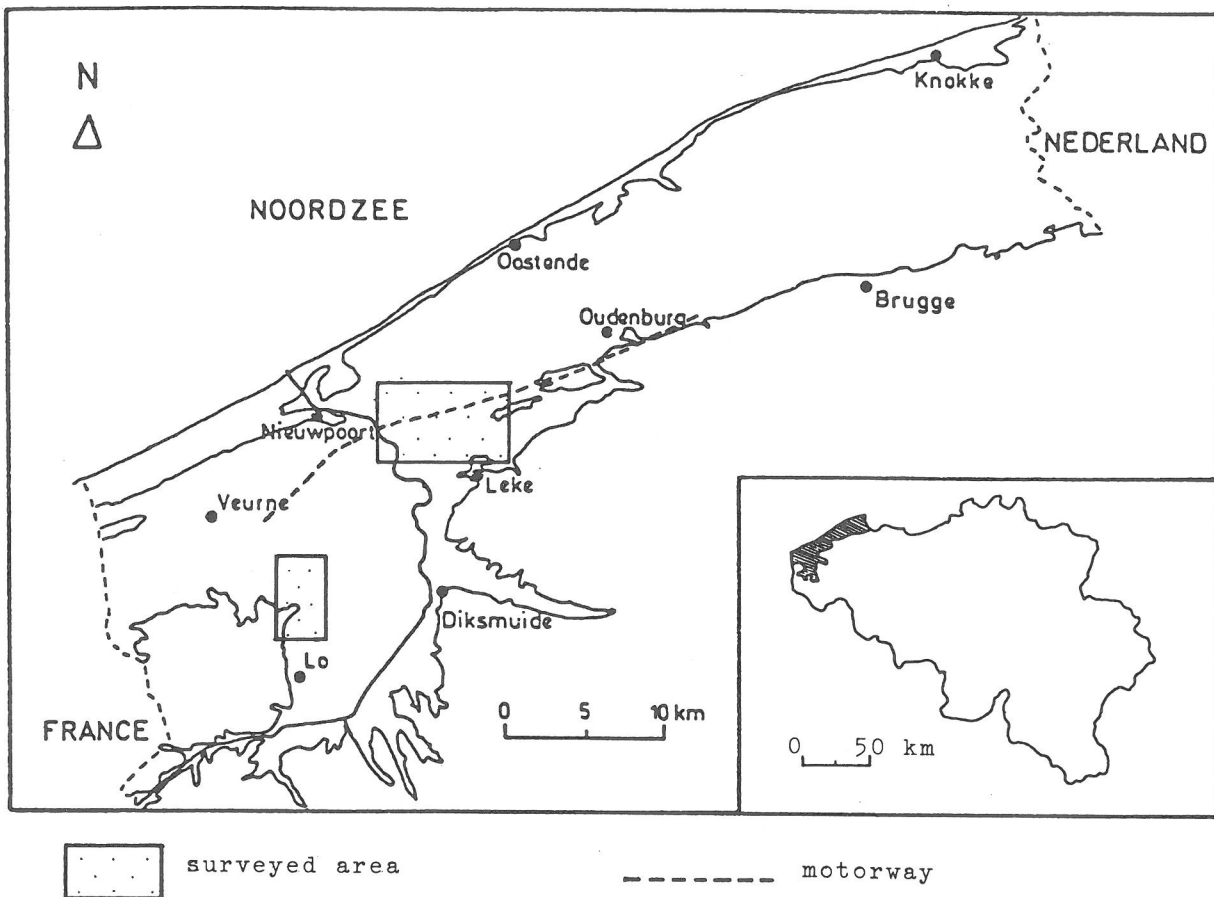 N
Knokke
NEDERLAND
NOORDZEE
Oostende
Brugge
Oudenburg
Nieuwpoort
Leke
Veurne
Diksmuide
Lo
FRANCE
0 5 10 km
0 50 km
surveyed area
motorway